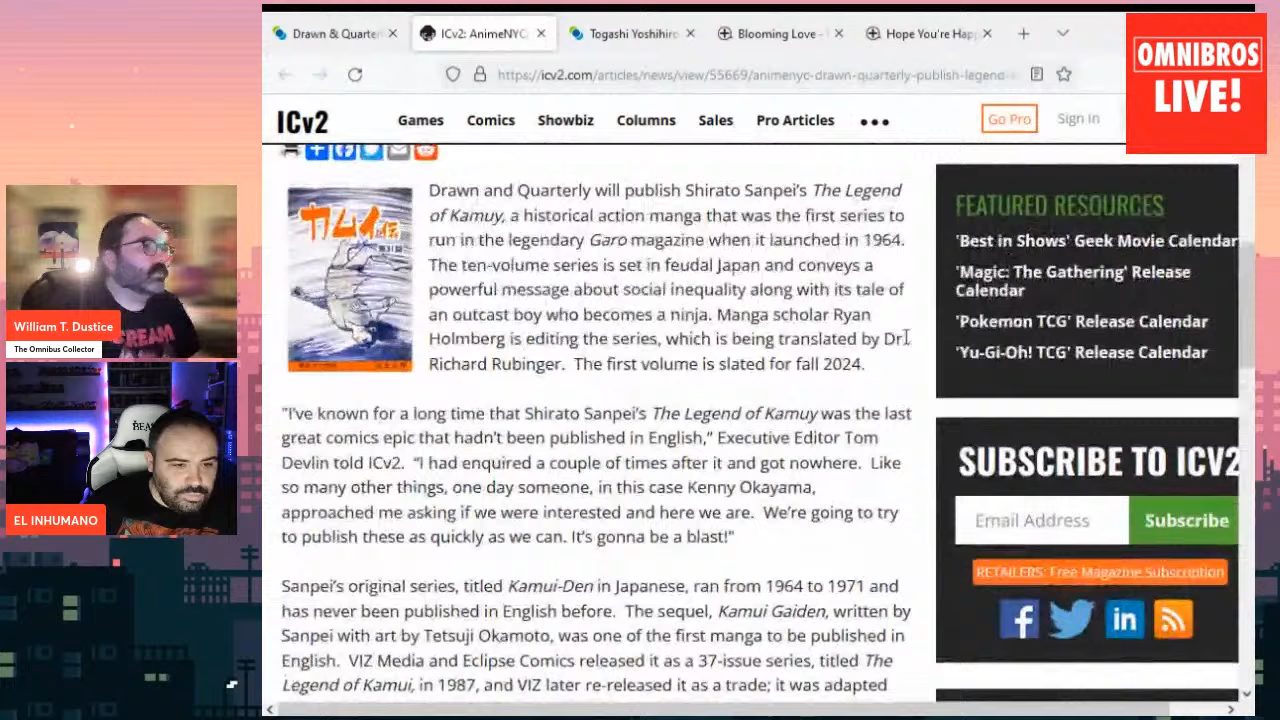 Drawn & Quarter
ICv2: AnimeNYC
Togashi Yoshihiro
Blooming Love -
Hope You're Hap
https://icv2.com/articles/news/view/55669/animenyc-drawn-quarterly-publish-legend-
OMNIBROS
LIVE!
ICv2
Games
Comics
Showbiz
Columns
Sales
Pro Articles
Go Pro
Sign In
カムイ伝
Drawn and Quarterly will publish Shirato Sanpei's The Legend
of Kamuy, a historical action manga that was the first series to
run in the legendary Garo magazine when it launched in 1964.
The ten-volume series is set in feudal Japan and conveys a
powerful message about social inequality along with its tale of
an outcast boy who becomes a ninja. Manga scholar Ryan
Holmberg is editing the series, which is being translated by Dr.
Richard Rubinger.  The first volume is slated for fall 2024.
"I've known for a long time that Shirato Sanpei's The Legend of Kamuy was the last
great comics epic that hadn't been published in English," Executive Editor Tom
Devlin told ICv2.  "I had enquired a couple of times after it and got nowhere.  Like
so many other things, one day someone, in this case Kenny Okayama,
approached me asking if we were interested and here we are.  We're going to try
to publish these as quickly as we can. It's gonna be a blast!"
Sanpei's original series, titled Kamui-Den in Japanese, ran from 1964 to 1971 and
has never been published in English before.  The sequel, Kamui Gaiden, written by
Sanpei with art by Tetsuji Okamoto, was one of the first manga to be published in
English.  VIZ Media and Eclipse Comics released it as a 37-issue series, titled The
Legend of Kamui, in 1987, and VIZ later re-released it as a trade; it was adapted
FEATURED RESOURCES
'Best in Shows' Geek Movie Calendar
'Magic: The Gathering' Release
Calendar
'Pokemon TCG' Release Calendar
'Yu-Gi-Oh! TCG' Release Calendar
SUBSCRIBE TO ICV2
Email Address
Subscribe
RETAILERS: Free Magazine Subscription
William T. Dustice
The Omnibus Collector
EL INHUMANO